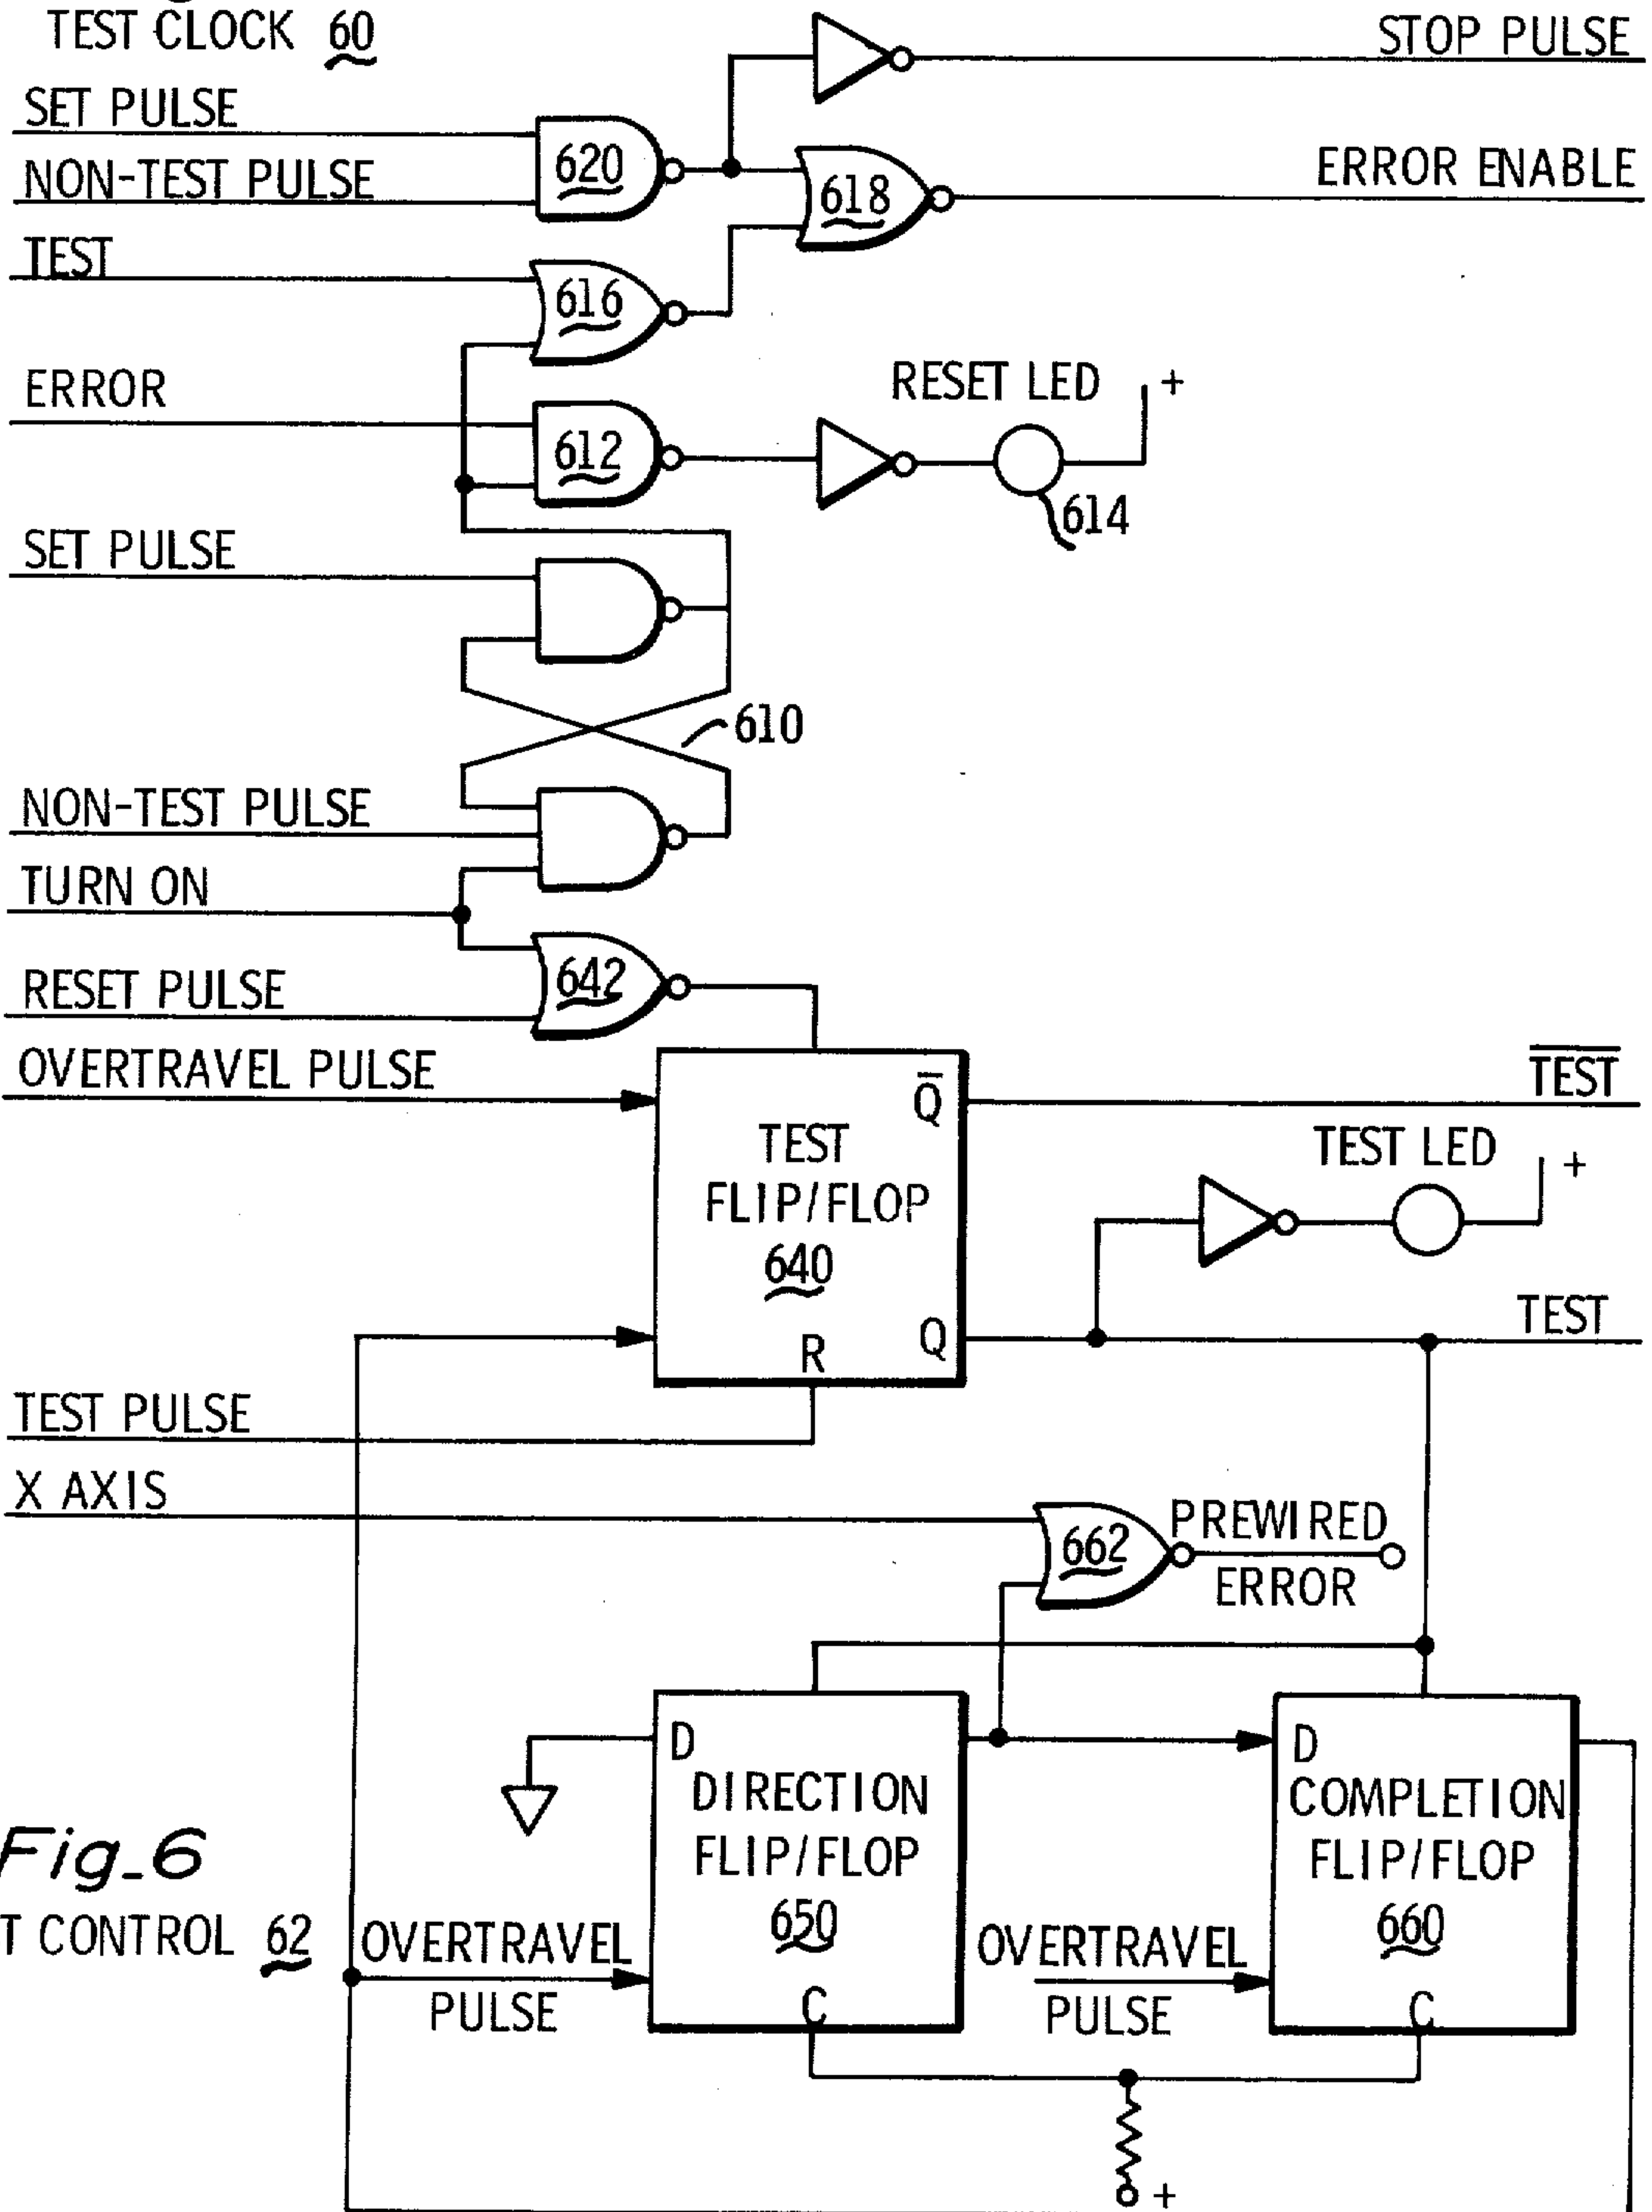 TEST CLOCK 60
STOP PULSE
SET PULSE
620
NON-TEST PULSE
618
ERROR ENABLE
TEST
616
ERROR
612
RESET LED +
614
SET PULSE
610
NON-TEST PULSE
TURN ON
RESET PULSE
642
OVERTRAVEL PULSE
Q̅
T̅E̅S̅T̅
TEST
FLIP/FLOP
640
TEST LED +
Q
TEST
R
TEST PULSE
X AXIS
662
PREWIRED
ERROR
D
DIRECTION
FLIP/FLOP
650
C
D
COMPLETION
FLIP/FLOP
660
C
Fig_6
T CONTROL 62
OVERTRAVEL
PULSE
OVERTRAVEL
PULSE
+